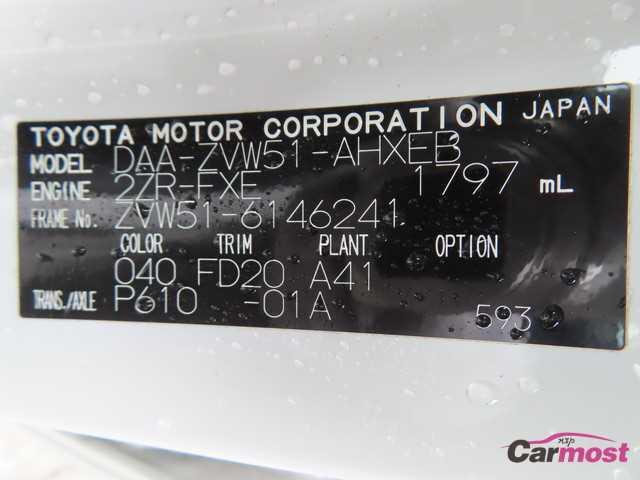 TOYOTA MOTOR CORPORATION JAPAN
MODEL DAA-ZVW51-AHXEB
ENGINE 2ZR-FXE 1797 mL
FRAME No. ZVW51-6146241
COLOR TRIM PLANT OPTION
040 FD20 A41
TRANS./AXLE P610 -01A
593
Carmost